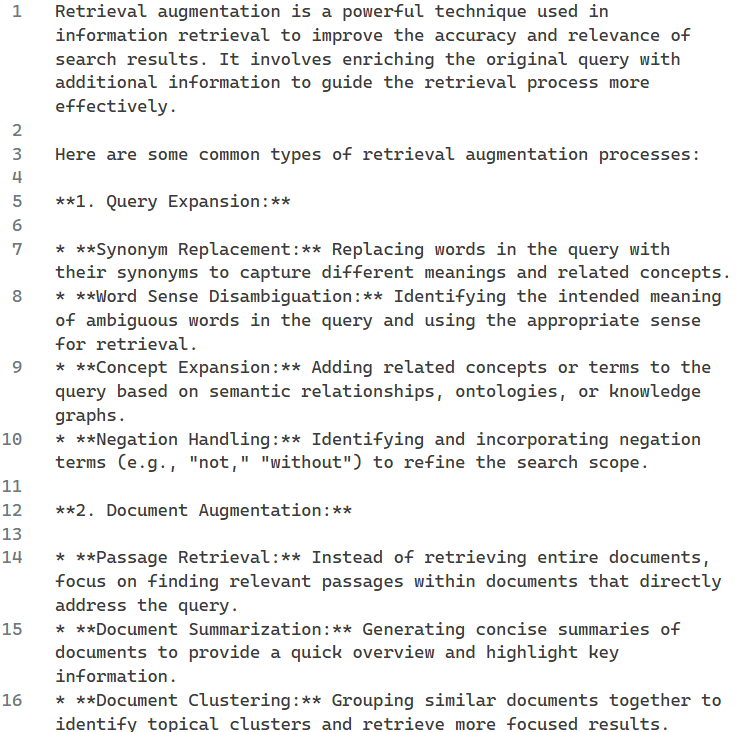 1 Retrieval augmentation is a powerful technique used in
information retrieval to improve the accuracy and relevance of
search results. It involves enriching the original query with
additional information to guide the retrieval process more
effectively.
2
3 Here are some common types of retrieval augmentation processes:
4
5 **1. Query Expansion:**
6
7 * **Synonym Replacement:** Replacing words in the query with
their synonyms to capture different meanings and related concepts.
8 * **Word Sense Disambiguation:** Identifying the intended meaning
of ambiguous words in the query and using the appropriate sense
for retrieval.
9 * **Concept Expansion:** Adding related concepts or terms to the
query based on semantic relationships, ontologies, or knowledge
graphs.
10 * **Negation Handling:** Identifying and incorporating negation
terms (e.g., "not," "without") to refine the search scope.
11
12 **2. Document Augmentation:**
13
14 * **Passage Retrieval:** Instead of retrieving entire documents,
focus on finding relevant passages within documents that directly
address the query.
15 * **Document Summarization:** Generating concise summaries of
documents to provide a quick overview and highlight key
information.
16 * **Document Clustering:** Grouping similar documents together to
identify topical clusters and retrieve more focused results.